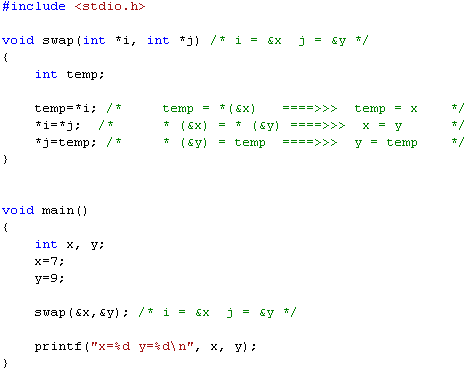 #include <stdio.h>
void swap(int *i, int *j) /* i = &x  j = &y */
{
    int temp;
    temp=*i; /*     temp = *(&x)   ====>>>  temp = x    */
    *i=*j;  /*      * (&x) = * (&y) ====>>>  x = y      */
    *j=temp; /*     * (&y) = temp  ====>>>  y = temp    */
}
void main()
{
    int x, y;
    x=7;
    y=9;
    swap(&x,&y); /* i = &x  j = &y */
    printf("x=%d y=%d\n", x, y);
}